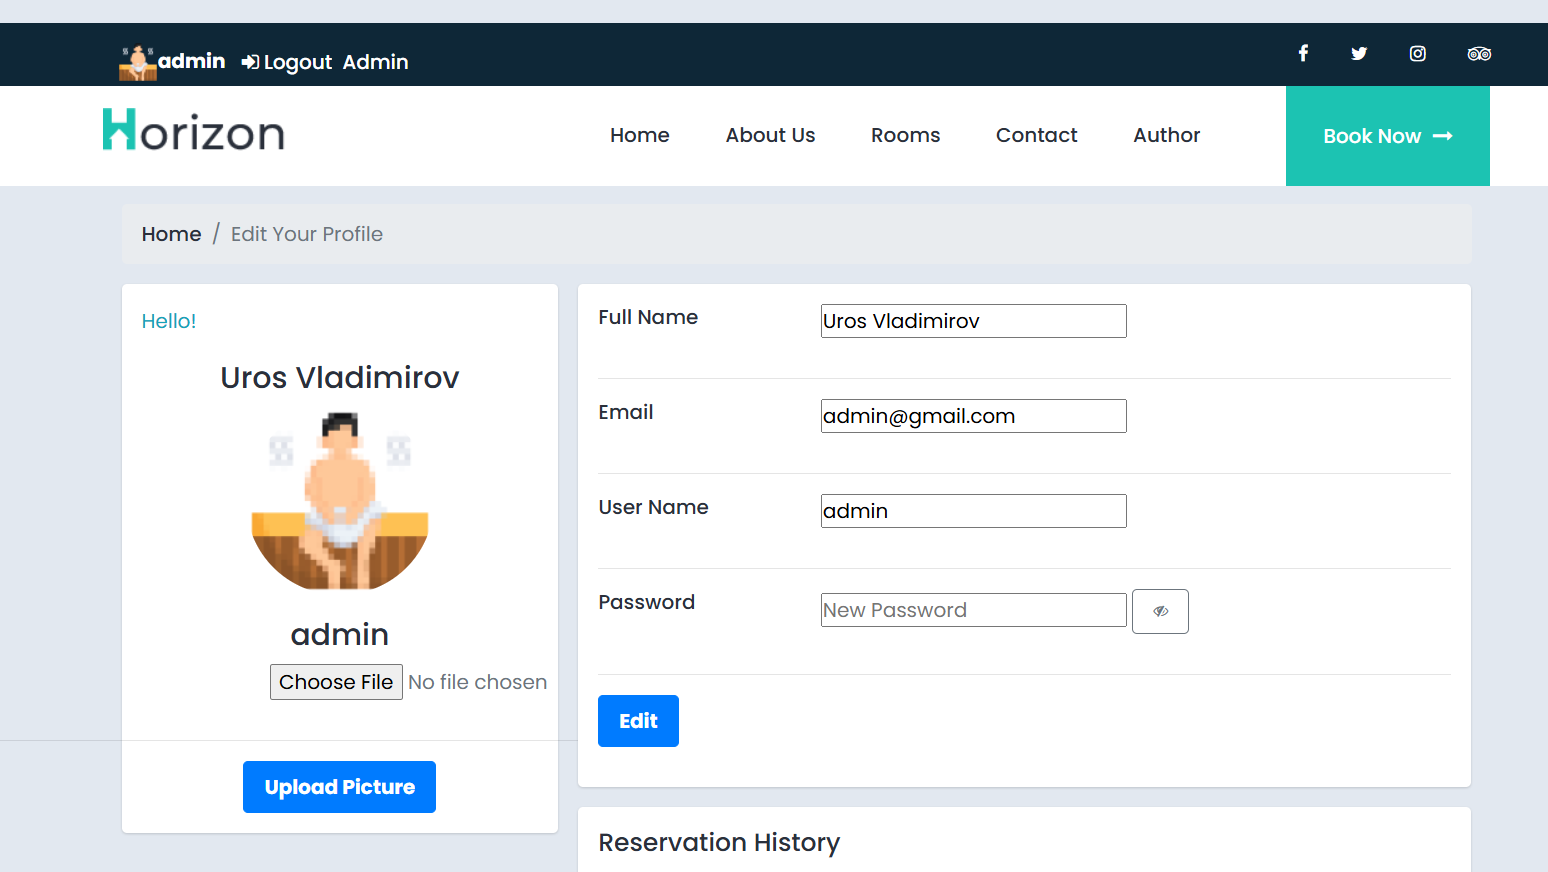 admin Logout Admin
Horizon
Home About Us Rooms Contact Author Book Now
Home / Edit Your Profile
Hello!
Uros Vladimirov
admin
Choose File No file chosen
Upload Picture
Full Name Uros Vladimirov
Email admin@gmail.com
User Name admin
Password New Password
Edit
Reservation History